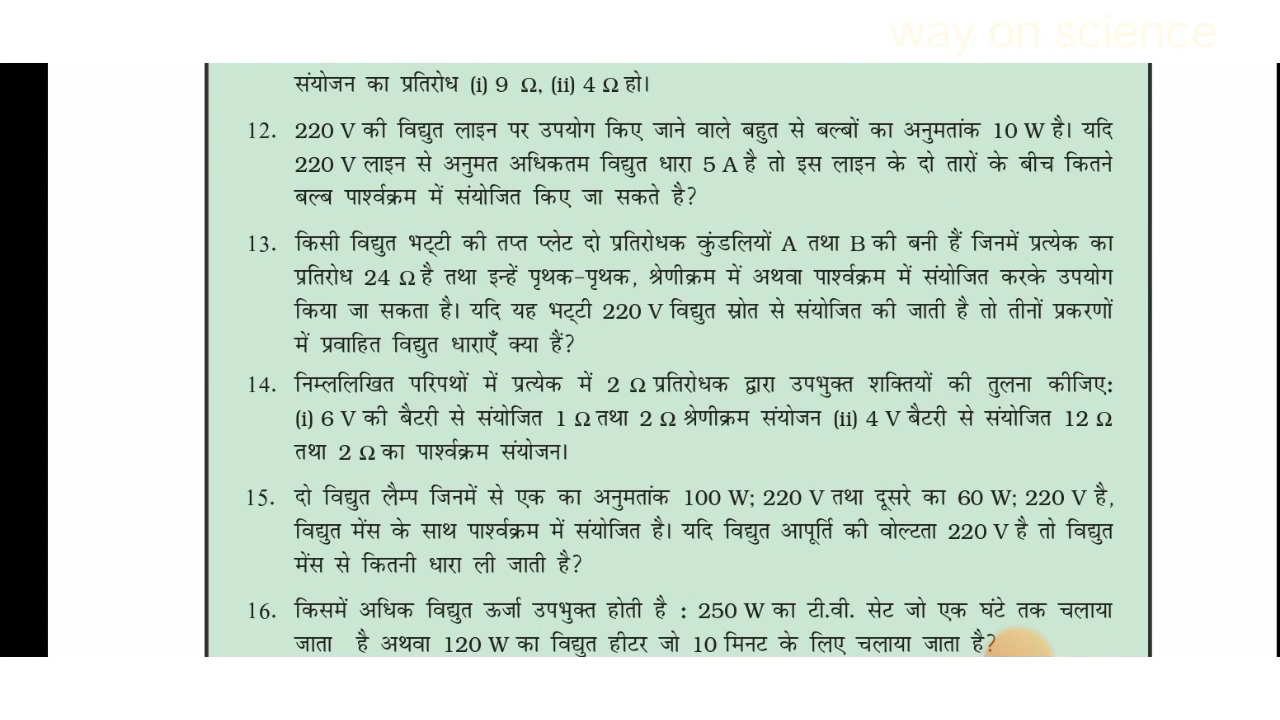 way on science
संयोजन का प्रतिरोध (i) 9 Ω, (ii) 4 Ω हो।
12. 220 V की विद्युत लाइन पर उपयोग किए जाने वाले बहुत से बल्बों का अनुमतांक 10 W है। यदि
220 V लाइन से अनुमत अधिकतम विद्युत धारा 5 A है तो इस लाइन के दो तारों के बीच कितने
बल्ब पार्श्वक्रम में संयोजित किए जा सकते है?
13. किसी विद्युत भट्टी की तप्त प्लेट दो प्रतिरोधक कुंडलियों A तथा B की बनी हैं जिनमें प्रत्येक का
प्रतिरोध 24 Ω है तथा इन्हें पृथक-पृथक, श्रेणीक्रम में अथवा पार्श्वक्रम में संयोजित करके उपयोग
किया जा सकता है। यदि यह भट्टी 220 V विद्युत स्रोत से संयोजित की जाती है तो तीनों प्रकरणों
में प्रवाहित विद्युत धाराएँ क्या हैं?
14. निम्ललिखित परिपथों में प्रत्येक में 2 Ω प्रतिरोधक द्वारा उपभुक्त शक्तियों की तुलना कीजिए:
(i) 6 V की बैटरी से संयोजित 1 Ω तथा 2 Ω श्रेणीक्रम संयोजन (ii) 4 V बैटरी से संयोजित 12 Ω
तथा 2 Ω का पार्श्वक्रम संयोजन।
15. दो विद्युत लैम्प जिनमें से एक का अनुमतांक 100 W; 220 V तथा दूसरे का 60 W; 220 V है,
विद्युत मेंस के साथ पार्श्वक्रम में संयोजित है। यदि विद्युत आपूर्ति की वोल्टता 220 V है तो विद्युत
मेंस से कितनी धारा ली जाती है?
16. किसमें अधिक विद्युत ऊर्जा उपभुक्त होती है : 250 W का टी.वी. सेट जो एक घंटे तक चलाया
जाता है अथवा 120 W का विद्युत हीटर जो 10 मिनट के लिए चलाया जाता है?